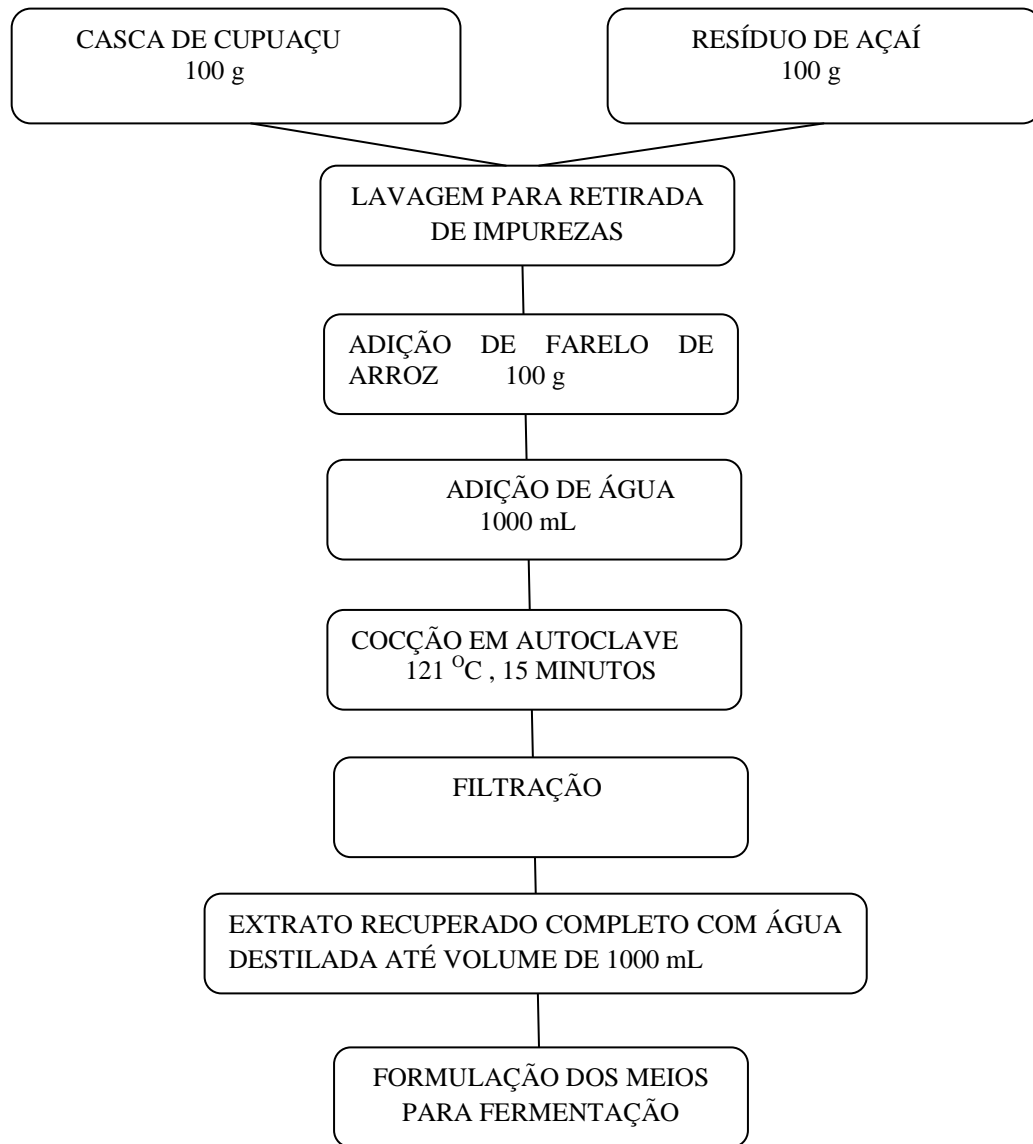 CASCA DE CUPUAÇU
100 g
RESÍDUO DE AÇAÍ
100 g
LAVAGEM PARA RETIRADA
DE IMPUREZAS
ADIÇÃO DE FARELO DE
ARROZ 100 g
ADIÇÃO DE ÁGUA
1000 mL
COCÇÃO EM AUTOCLAVE
121 ᴼC , 15 MINUTOS
FILTRAÇÃO
EXTRATO RECUPERADO COMPLETO COM ÁGUA
DESTILADA ATÉ VOLUME DE 1000 mL
FORMULAÇÃO DOS MEIOS
PARA FERMENTAÇÃO